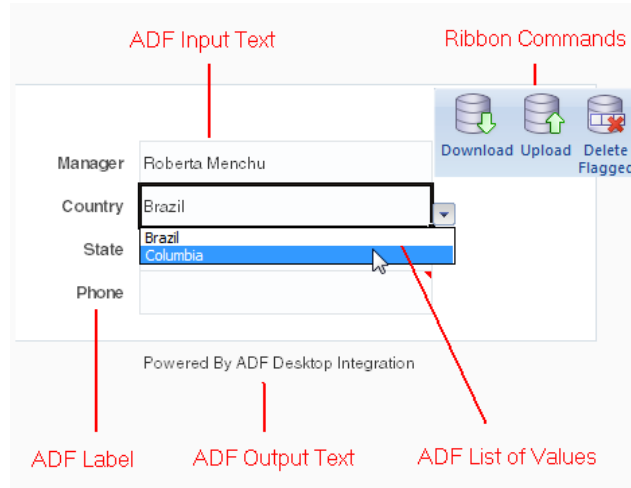 ADF Input Text
Ribbon Commands
Download Upload Delete
Flagged
Manager Roberta Menchu
Country Brazil
Brazil
State
Columbia
Phone
Powered By ADF Desktop Integration
ADF Label
ADF Output Text
ADF List of Values